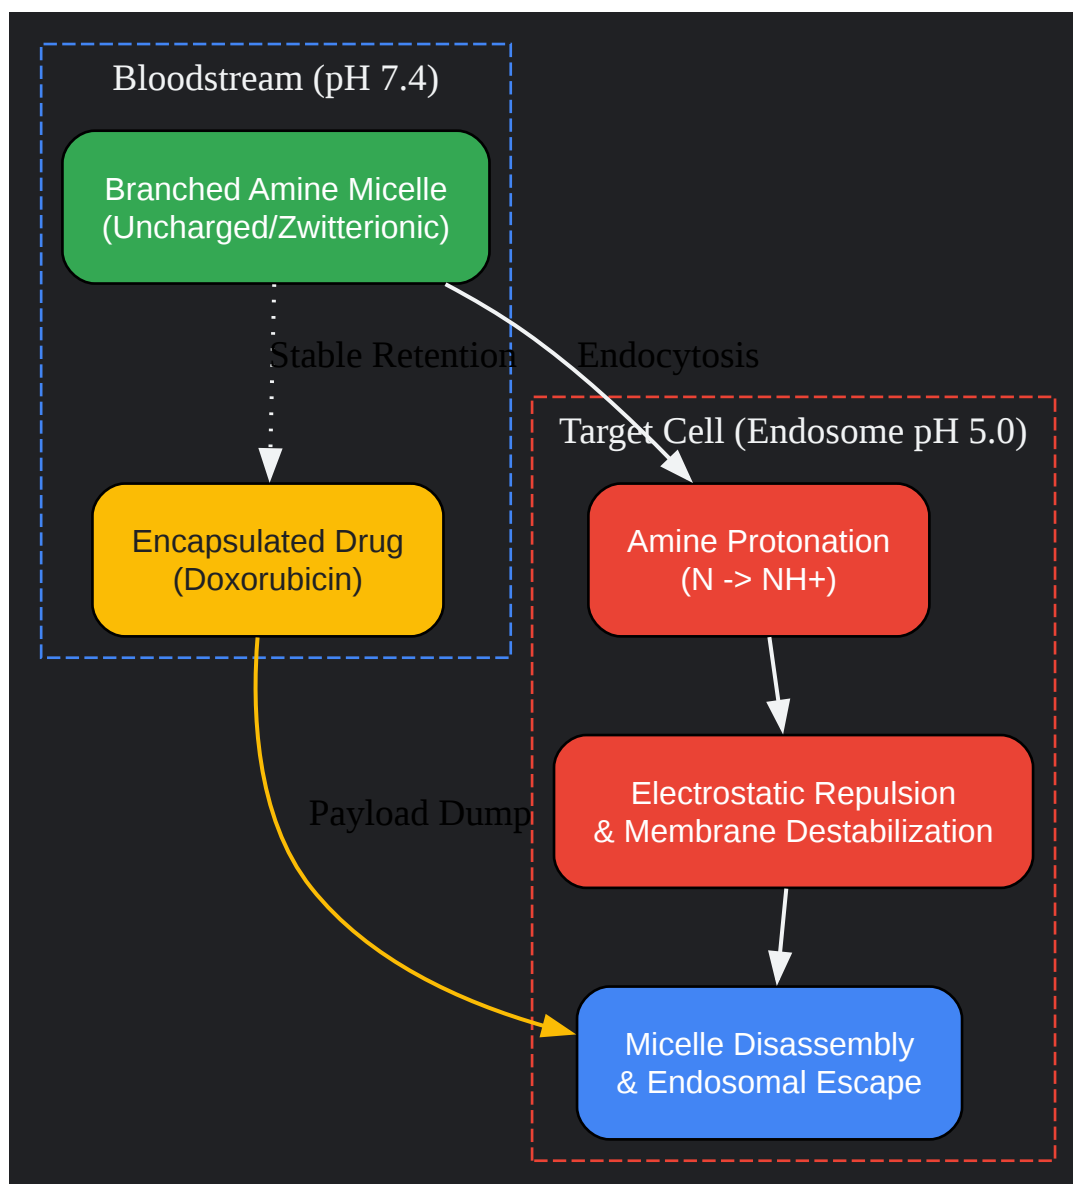 Bloodstream (pH 7.4)
Branched Amine Micelle
(Uncharged/Zwitterionic)
Stable Retention
Endocytosis
Target Cell (Endosome pH 5.0)
Encapsulated Drug
(Doxorubicin)
Amine Protonation
(N -> NH+)
Electrostatic Repulsion
& Membrane Destabilization
Payload Dump
Micelle Disassembly
& Endosomal Escape